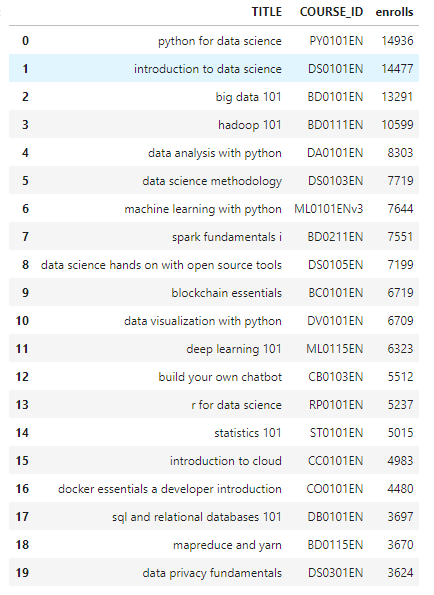 TITLE COURSE_ID enrolls
0 python for data science PY0101EN 14936
1 introduction to data science DS0101EN 14477
2 big data 101 BD0101EN 13291
3 hadoop 101 BD0111EN 10599
4 data analysis with python DA0101EN 8303
5 data science methodology DS0103EN 7719
6 machine learning with python ML0101ENv3 7644
7 spark fundamentals i BD0211EN 7551
8 data science hands on with open source tools DS0105EN 7199
9 blockchain essentials BC0101EN 6719
10 data visualization with python DV0101EN 6709
11 deep learning 101 ML0115EN 6323
12 build your own chatbot CB0103EN 5512
13 r for data science RP0101EN 5237
14 statistics 101 ST0101EN 5015
15 introduction to cloud CC0101EN 4983
16 docker essentials a developer introduction CO0101EN 4480
17 sql and relational databases 101 DB0101EN 3697
18 mapreduce and yarn BD0115EN 3670
19 data privacy fundamentals DS0301EN 3624